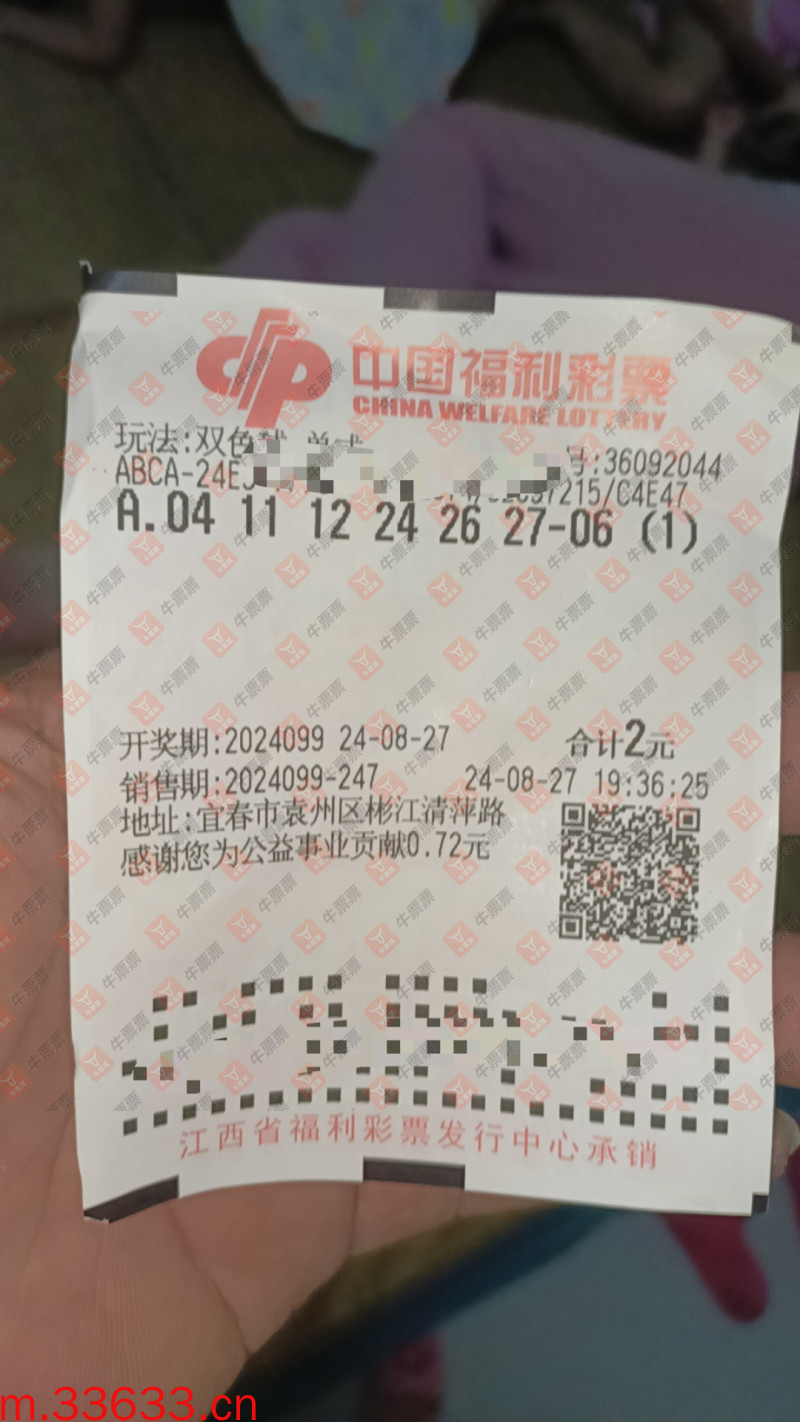 中国福利彩票
CHINA WELFARE LOTTERY
玩法:双色球 单式 号:36092044
ABCA-24E 7215/C4E47
A.04 11 12 24 26 27-06 (1)
开奖期:2024099 24-08-27 合计2元
销售期:2024099-247 24-08-27 19:36:25
地址:宜春市袁州区彬江清萍路
感谢您为公益事业贡献0.72元
江西省福利彩票发行中心承销
牛票票
m.33633.cn